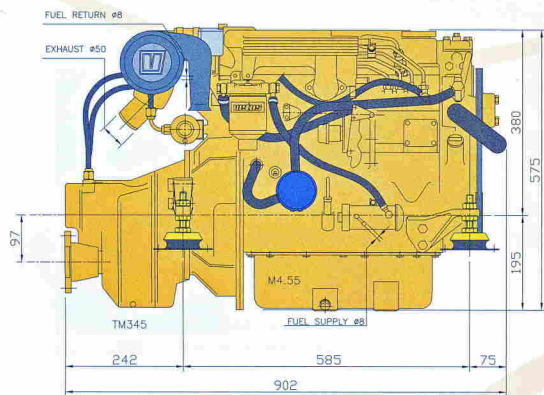 FUEL RETURN ø8
EXHAUST ø50
vetus
380
575
97
195
M4.55
TM345
FUEL SUPPLY ø8
242
585
75
902